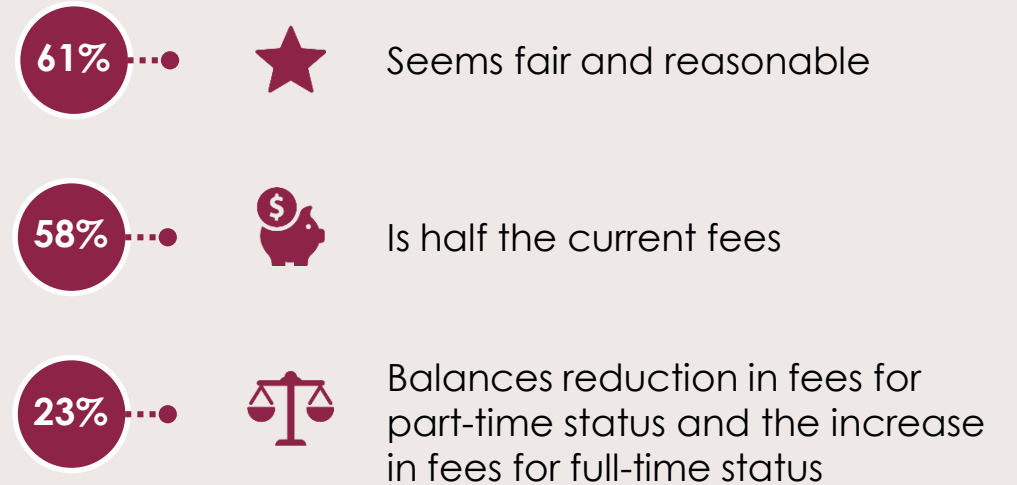 61%
Seems fair and reasonable
$
58%
Is half the current fees
23%
Balances reduction in fees for
part-time status and the increase
in fees for full-time status